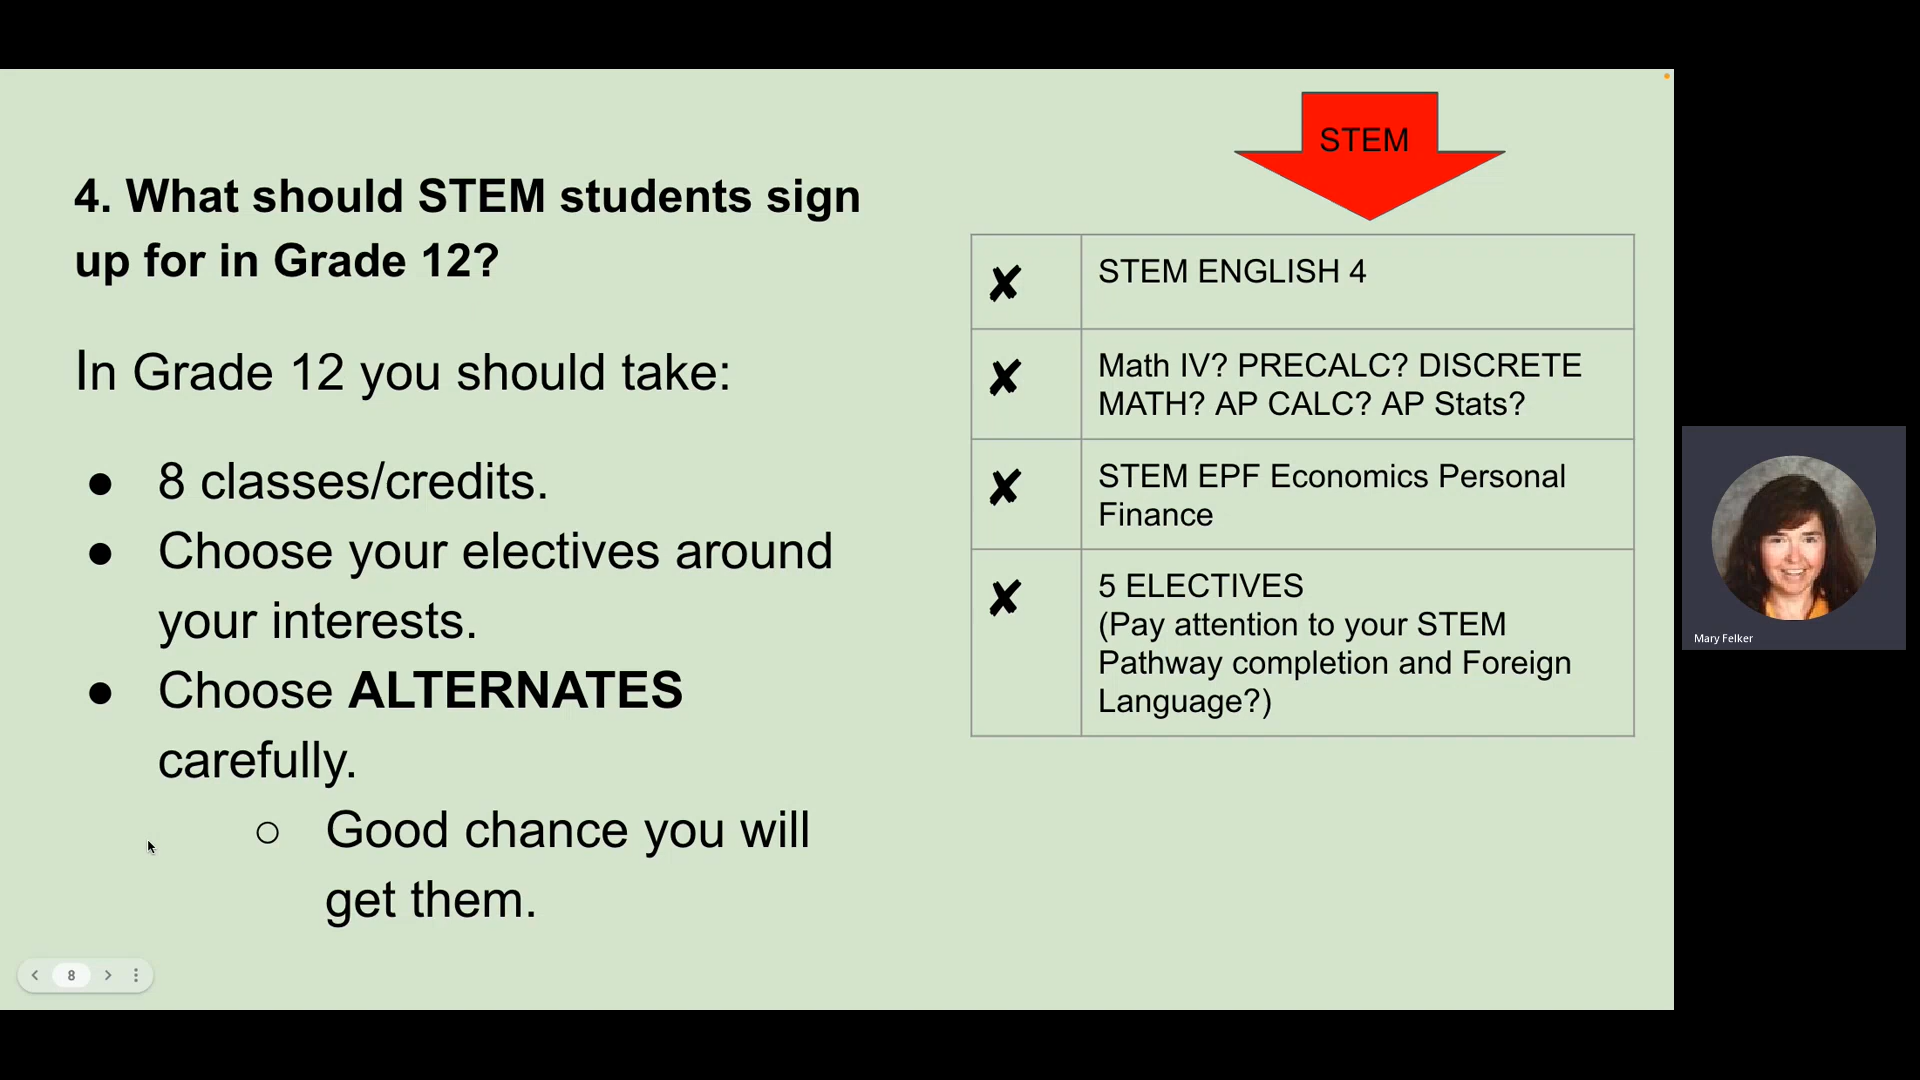 4. What should STEM students sign
up for in Grade 12?
In Grade 12 you should take:
● 8 classes/credits.
● Choose your electives around
your interests.
● Choose ALTERNATES
carefully.
○ Good chance you will
get them.
STEM
✘ STEM ENGLISH 4
✘ Math IV? PRECALC? DISCRETE
MATH? AP CALC? AP Stats?
✘ STEM EPF Economics Personal
Finance
✘ 5 ELECTIVES
(Pay attention to your STEM
Pathway completion and Foreign
Language?)
Mary Felker
8